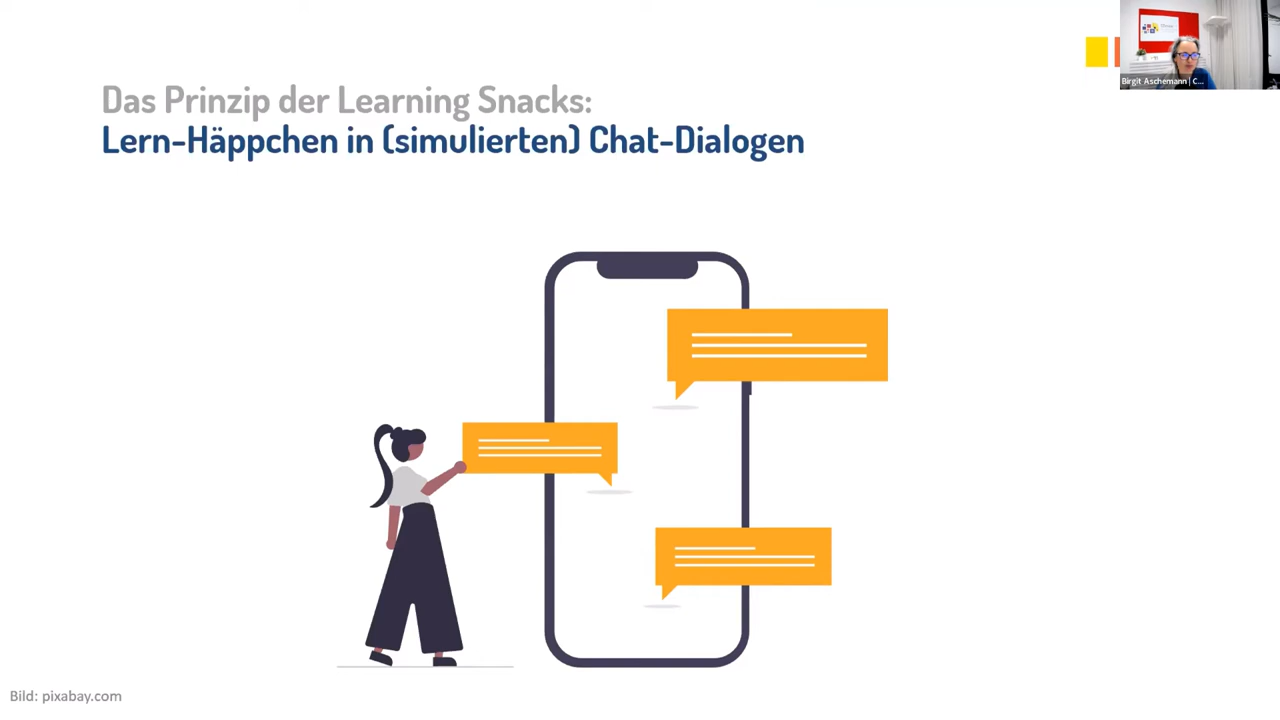 Das Prinzip der Learning Snacks:
Lern-Häppchen in (simulierten) Chat-Dialogen
Birgit Aschemann | C...
Bild: pixabay.com